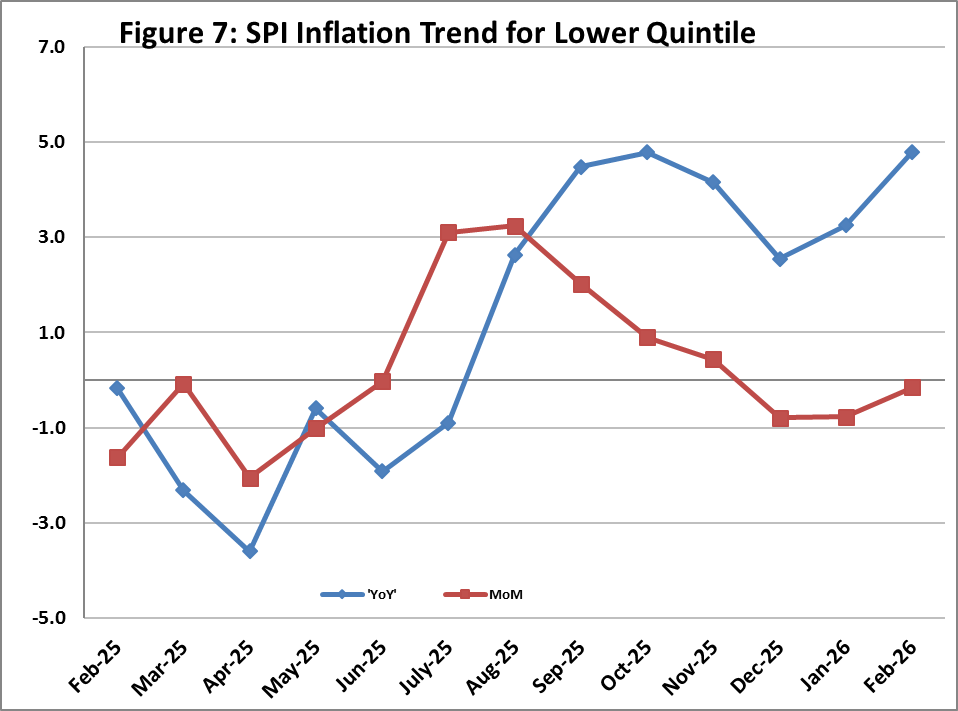 Figure 7: SPI Inflation Trend for Lower Quintile
7.0
5.0
3.0
1.0
-1.0
-3.0
-5.0
'YoY'
MoM
Feb-25
Mar-25
Apr-25
May-25
Jun-25
July-25
Aug-25
Sep-25
Oct-25
Nov-25
Dec-25
Jan-26
Feb-26